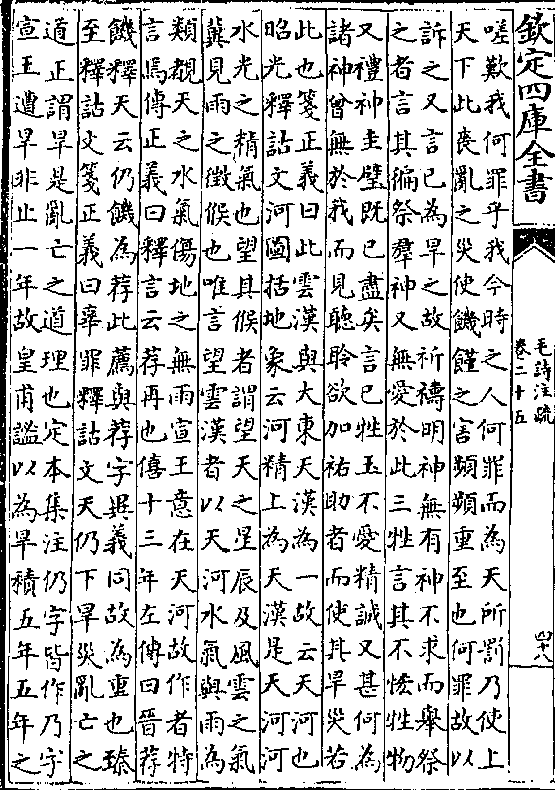 欽定四庫全書
毛詩注疏
卷二十五
四十八
嗟歎我何罪乎我今時之人何罪而為天所罰乃使上
天下此喪亂之災使饑饉之害頻頻重至也何罪故以
訴之又言已為旱之故祈禱明神無有神不求而舉祭
之者言其徧祭羣神又無愛於此三牲言其不恡牲物
又禮神圭璧既已盡矣言已牲玉不愛精誠又甚何為
諸神曾無於我而見聽聆欲加祐助者而使其旱災若
此也箋正義曰此雲漢與大東天漢為一故云天河也
昭光釋詁文河圖括地象云河精上為天漢是天河河
水光之精氣也望其候者謂望天之星辰及風雲之氣
冀見雨之徵候也唯言望雲漢者以天河水氣與雨為
類觀天之水氣傷地之無雨宣王意在天河故作者特
言焉傳正義曰釋言云荐再也僖十三年左傳曰晉荐
饑釋天云仍饑為荐此薦與荐字異義同故為重也臻
至釋詁文箋正義曰辜罪釋詁文天仍下旱災亂亡之
道正謂旱是亂亡之道理也定本集注仍字皆作乃字
宣王遭旱非止一年故皇甫謐以為旱積五年五年之